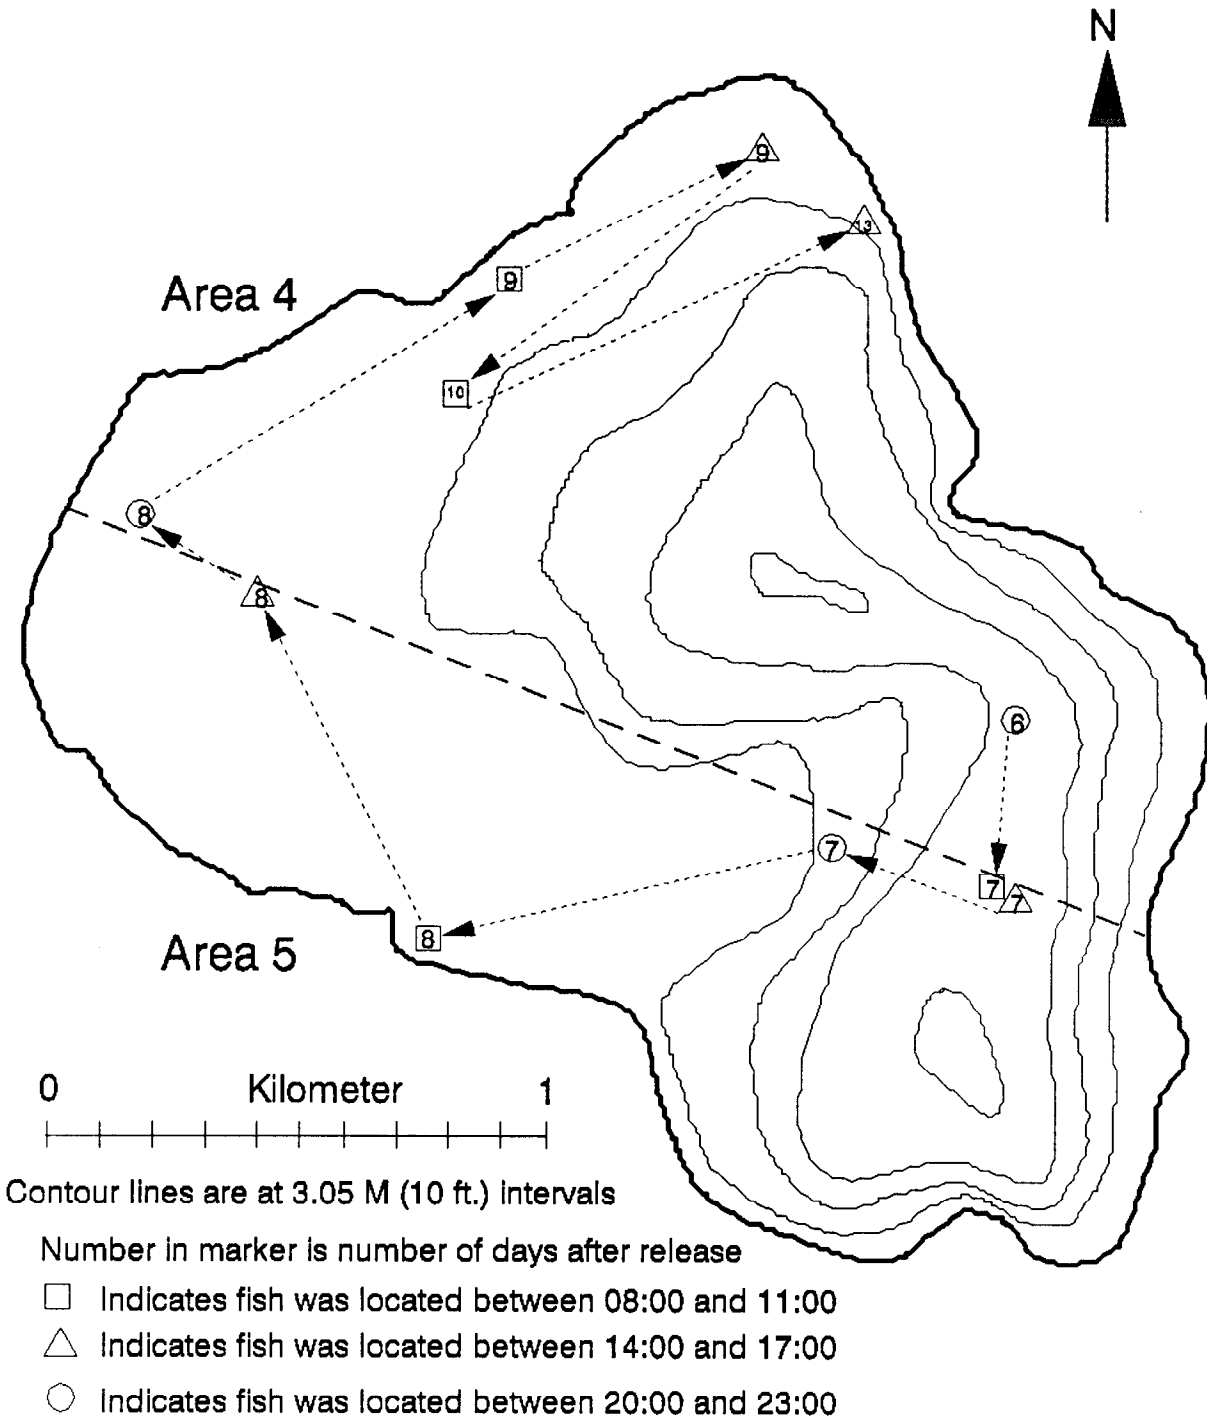 N
9
13
9
Area 4
10
8
8
6
7
7
7
8
Area 5
0 Kilometer 1
Contour lines are at 3.05 M (10 ft.) intervals
Number in marker is number of days after release
Indicates fish was located between 08:00 and 11:00
Indicates fish was located between 14:00 and 17:00
Indicates fish was located between 20:00 and 23:00